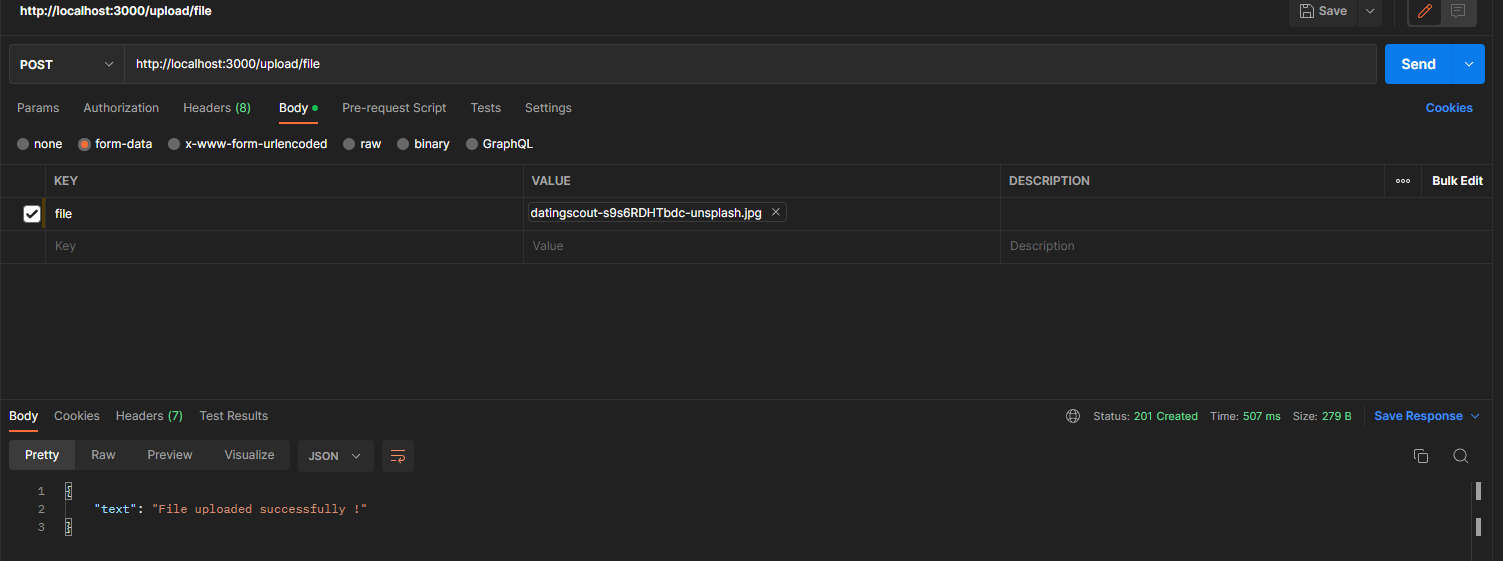 http://localhost:3000/upload/file
Save
POST http://localhost:3000/upload/file Send
Params Authorization Headers (8) Body Pre-request Script Tests Settings Cookies
none form-data x-www-form-urlencoded raw binary GraphQL
KEY VALUE DESCRIPTION Bulk Edit
file datingscout-s9s6RDHTbdc-unsplash.jpg
Key Value Description
Body Cookies Headers (7) Test Results Status: 201 Created Time: 507 ms Size: 279 B Save Response
Pretty Raw Preview Visualize JSON
1 {
2 "text": "File uploaded successfully !"
3 }